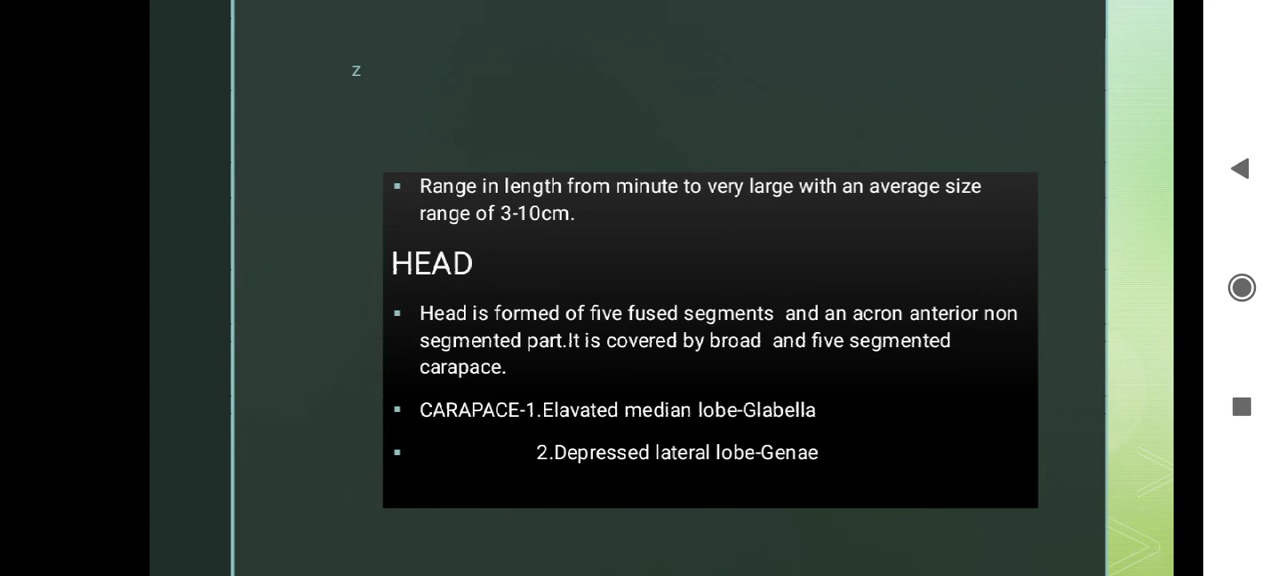 z
▪ Range in length from minute to very large with an average size
range of 3-10cm.
HEAD
▪ Head is formed of five fused segments  and an acron anterior non
segmented part.It is covered by broad  and five segmented
carapace.
▪ CARAPACE-1.Elavated median lobe-Glabella
▪ 2.Depressed lateral lobe-Genae